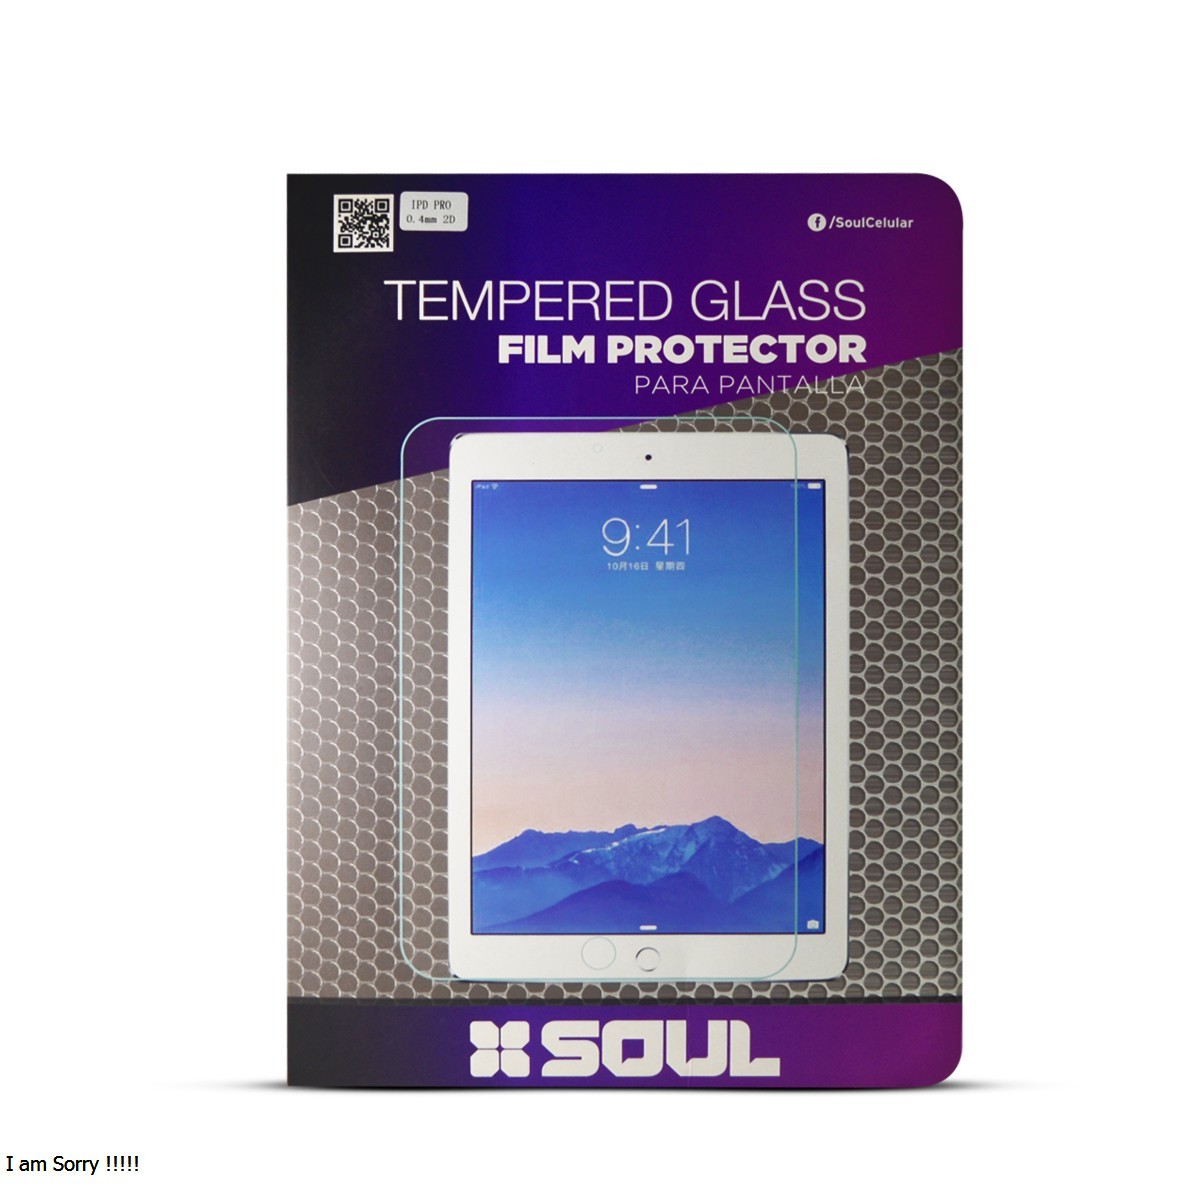 IPD PRO
0.4mm 2D
f/SoulCelular
TEMPERED GLASS
FILM PROTECTOR
PARA PANTALLA
iPad
9:41
10月16日 星期四
SOUL
I am Sorry !!!!!